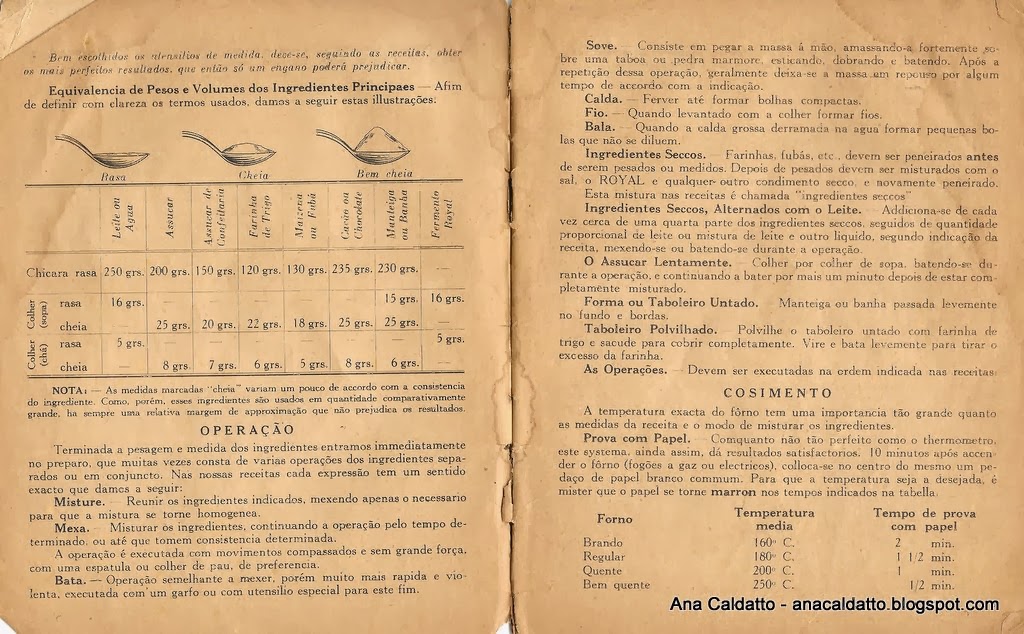 Bem escolhidos os utensilios de medida, deve-se, seguindo as receitas, obter
os mais perfeitos resultados, que então só um engano poderá prejudicar.
Equivalencia de Pesos e Volumes dos Ingredientes Principaes — Afim
de definir com clareza os termos usados, damos a seguir estas illustrações:
Rasa Cheia Bem cheia
Leite ou Agua Assucar Assucar de Confeitaria Farinha de Trigo Maizena ou Fubá Cacáo ou Chocolate Manteiga ou Banha Fermento Royal
Chicara rasa 250 grs. 200 grs. 150 grs. 120 grs. 130 grs. 235 grs. 230 grs. —
Colher (sopa) rasa 16 grs. — — — — — 15 grs. 16 grs.
cheia — 25 grs. 20 grs. 22 grs. 18 grs. 25 grs. 25 grs. —
Colher (chá) rasa 5 grs. — — — — — — 5 grs.
cheia — 8 grs. 7 grs. 6 grs. 5 grs. 8 grs. 6 grs. —
NOTA: — As medidas marcadas "cheia" variam um pouco de accordo com a consistencia
do ingrediente. Como, porém, esses ingredientes são usados em quantidade comparativamente
grande, ha sempre uma relativa margem de approximação que não prejudica os resultados.
OPERAÇÃO
Terminada a pesagem e medida dos ingredientes entramos immediatamente
no preparo, que muitas vezes consta de varias operações dos ingredientes sepa-
rados ou em conjuncto. Nas nossas receitas cada expressão tem um sentido
exacto que damos a seguir:
Misture. — Reunir os ingredientes indicados, mexendo apenas o necessario
para que a mistura se torne homogenea.
Mexa. — Misturar os ingredientes, continuando a operação pelo tempo de-
terminado, ou até que tomem consistencia determinada.
A operação é executada com movimentos compassados e sem grande força,
com uma espatula ou colher de pau, de preferencia.
Bata. — Operação semelhante a mexer, porém muito mais rapida e vio-
lenta, executada com um garfo ou com utensilio especial para este fim.
Sove. — Consiste em pegar a massa á mão, amassando-a fortemente so-
bre uma taboa ou pedra marmore, esticando, dobrando e batendo. Após a
repetição dessa operação, geralmente deixa-se a massa em repouso por algum
tempo de accordo com a indicação.
Calda. — Ferver até formar bolhas compactas.
Fio. — Quando levantado com a colher formar fios.
Bala. — Quando a calda grossa derramada na agua formar pequenas bo-
las que não se diluem.
Ingredientes Seccos. — Farinhas, fubás, etc., devem ser peneirados antes
de serem pesados ou medidos. Depois de pesados devem ser misturados com o
sal, o ROYAL e qualquer outro condimento secco, e novamente peneirado.
Esta mistura nas receitas é chamada "ingredientes seccos"
Ingredientes Seccos, Alternados com o Leite. — Addiciona-se de cada
vez cerca de uma quarta parte dos ingredientes seccos, seguidos de quantidade
proporcional de leite ou mistura de leite e outro liquido, segundo indicação da
receita, mexendo-se ou batendo-se durante a operação.
O Assucar Lentamente. — Colher por colher de sopa, batendo-se du-
rante a operação, e continuando a bater por mais um minuto depois de estar com-
pletamente misturado.
Forma ou Taboleiro Untado. — Manteiga ou banha passada levemente
no fundo e bordas.
Taboleiro Polvilhado. — Polvilhe o taboleiro untado com farinha de
trigo e sacude para cobrir completamente. Vire e bata levemente para tirar o
excesso da farinha.
As Operações. — Devem ser executadas na ordem indicada nas receitas
COSIMENTO
A temperatura exacta do fôrno tem uma importancia tão grande quanto
as medidas da receita e o modo de misturar os ingredientes.
Prova com Papel. — Comquanto não tão perfeito como o thermometro,
este systema, ainda assim, dá resultados satisfactorios. 10 minutos após accen-
der o fôrno (fogões a gaz ou electricos), colloca-se no centro do mesmo um pe-
daço de papel branco commum. Para que a temperatura seja a desejada, é
mister que o papel se torne marron nos tempos indicados na tabella.
Forno Temperatura media Tempo de prova com papel
Brando 160º C. 2 min.
Regular 180º C. 1 1/2 min.
Quente 200º C. 1 min.
Bem quente 250º C. 1/2 min.
Ana Caldatto - anacaldatto.blogspot.com